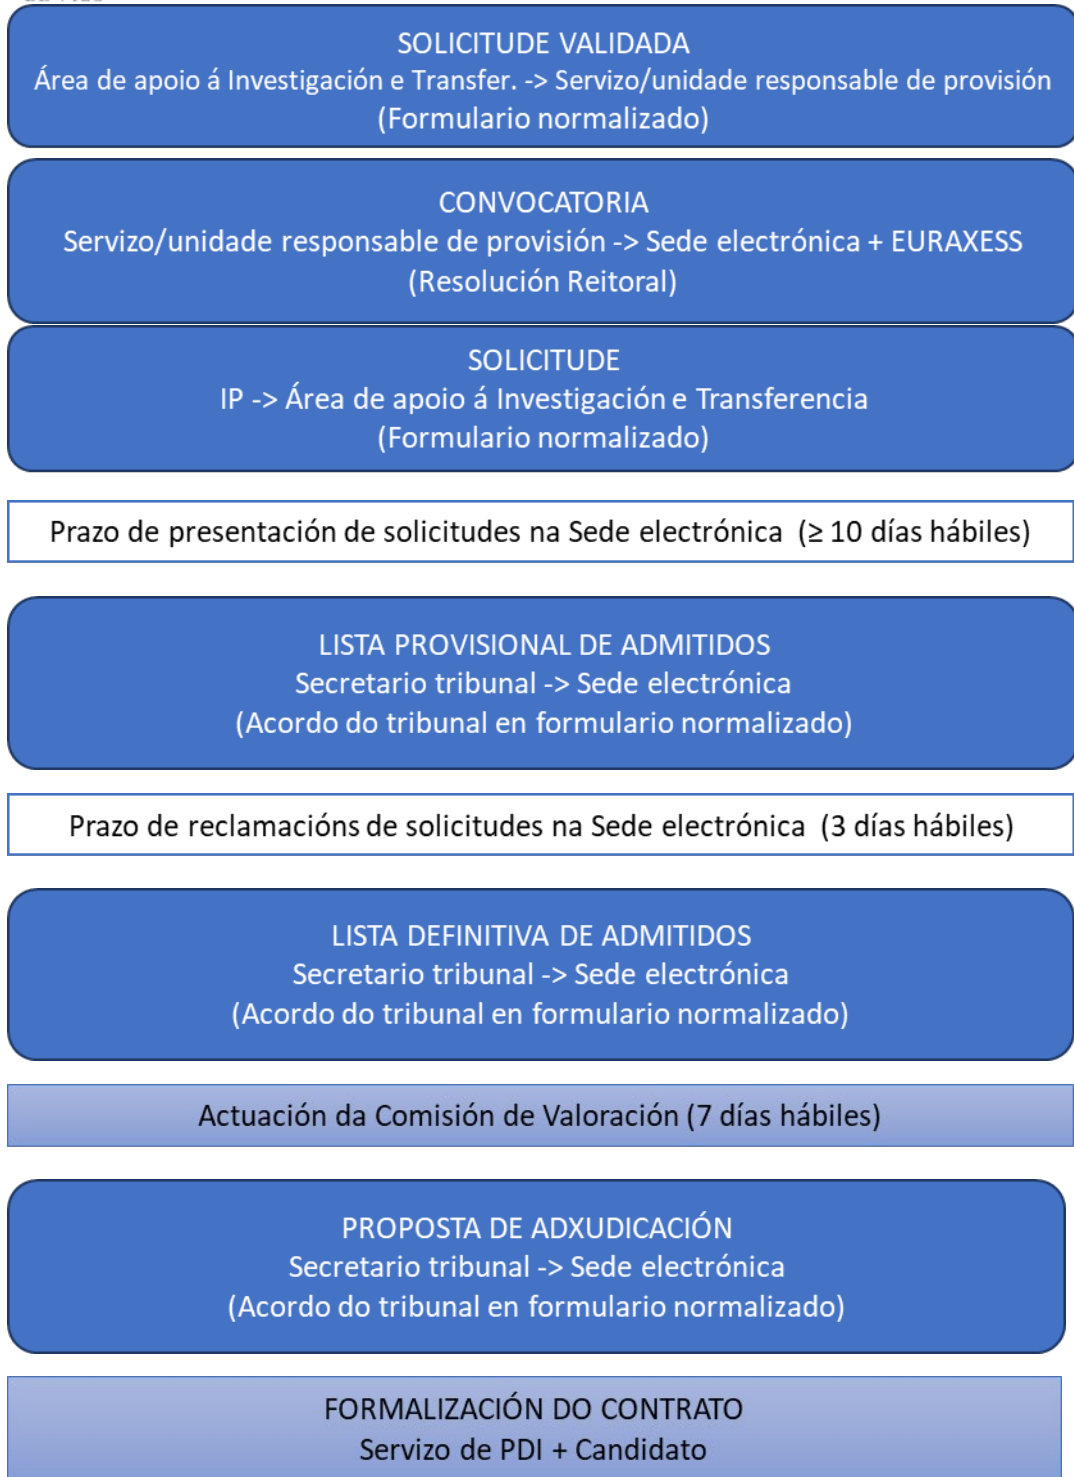 SOLICITUDE VALIDADA
Área de apoio á Investigación e Transfer. -> Servizo/unidade responsable de provisión
(Formulario normalizado)
CONVOCATORIA
Servizo/unidade responsable de provisión -> Sede electrónica + EURAXESS
(Resolución Reitoral)
SOLICITUDE
IP -> Área de apoio á Investigación e Transferencia
(Formulario normalizado)
Prazo de presentación de solicitudes na Sede electrónica (≥ 10 días hábiles)
LISTA PROVISIONAL DE ADMITIDOS
Secretario tribunal -> Sede electrónica
(Acordo do tribunal en formulario normalizado)
Prazo de reclamacións de solicitudes na Sede electrónica (3 días hábiles)
LISTA DEFINITIVA DE ADMITIDOS
Secretario tribunal -> Sede electrónica
(Acordo do tribunal en formulario normalizado)
Actuación da Comisión de Valoración (7 días hábiles)
PROPOSTA DE ADXUDICACIÓN
Secretario tribunal -> Sede electrónica
(Acordo do tribunal en formulario normalizado)
FORMALIZACIÓN DO CONTRATO
Servizo de PDI + Candidato